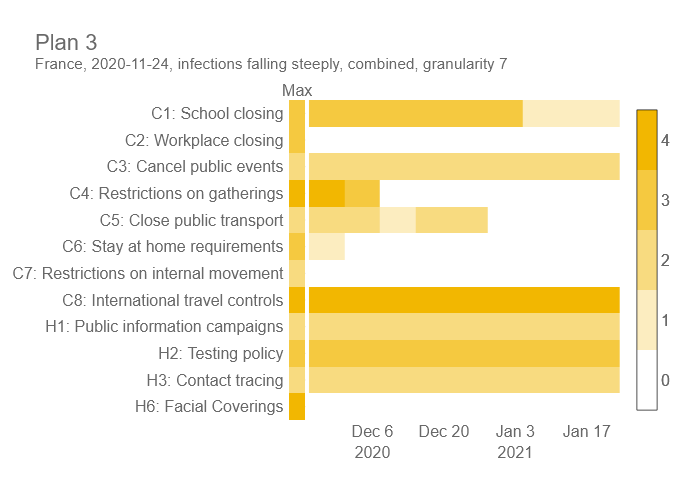 Plan 3
France, 2020-11-24, infections falling steeply, combined, granularity 7
Max
C1: School closing
C2: Workplace closing
C3: Cancel public events
C4: Restrictions on gatherings
C5: Close public transport
C6: Stay at home requirements
C7: Restrictions on internal movement
C8: International travel controls
H1: Public information campaigns
H2: Testing policy
H3: Contact tracing
H6: Facial Coverings
4
3
2
1
0
Dec 6 Dec 20 Jan 3 Jan 17
2020 2021